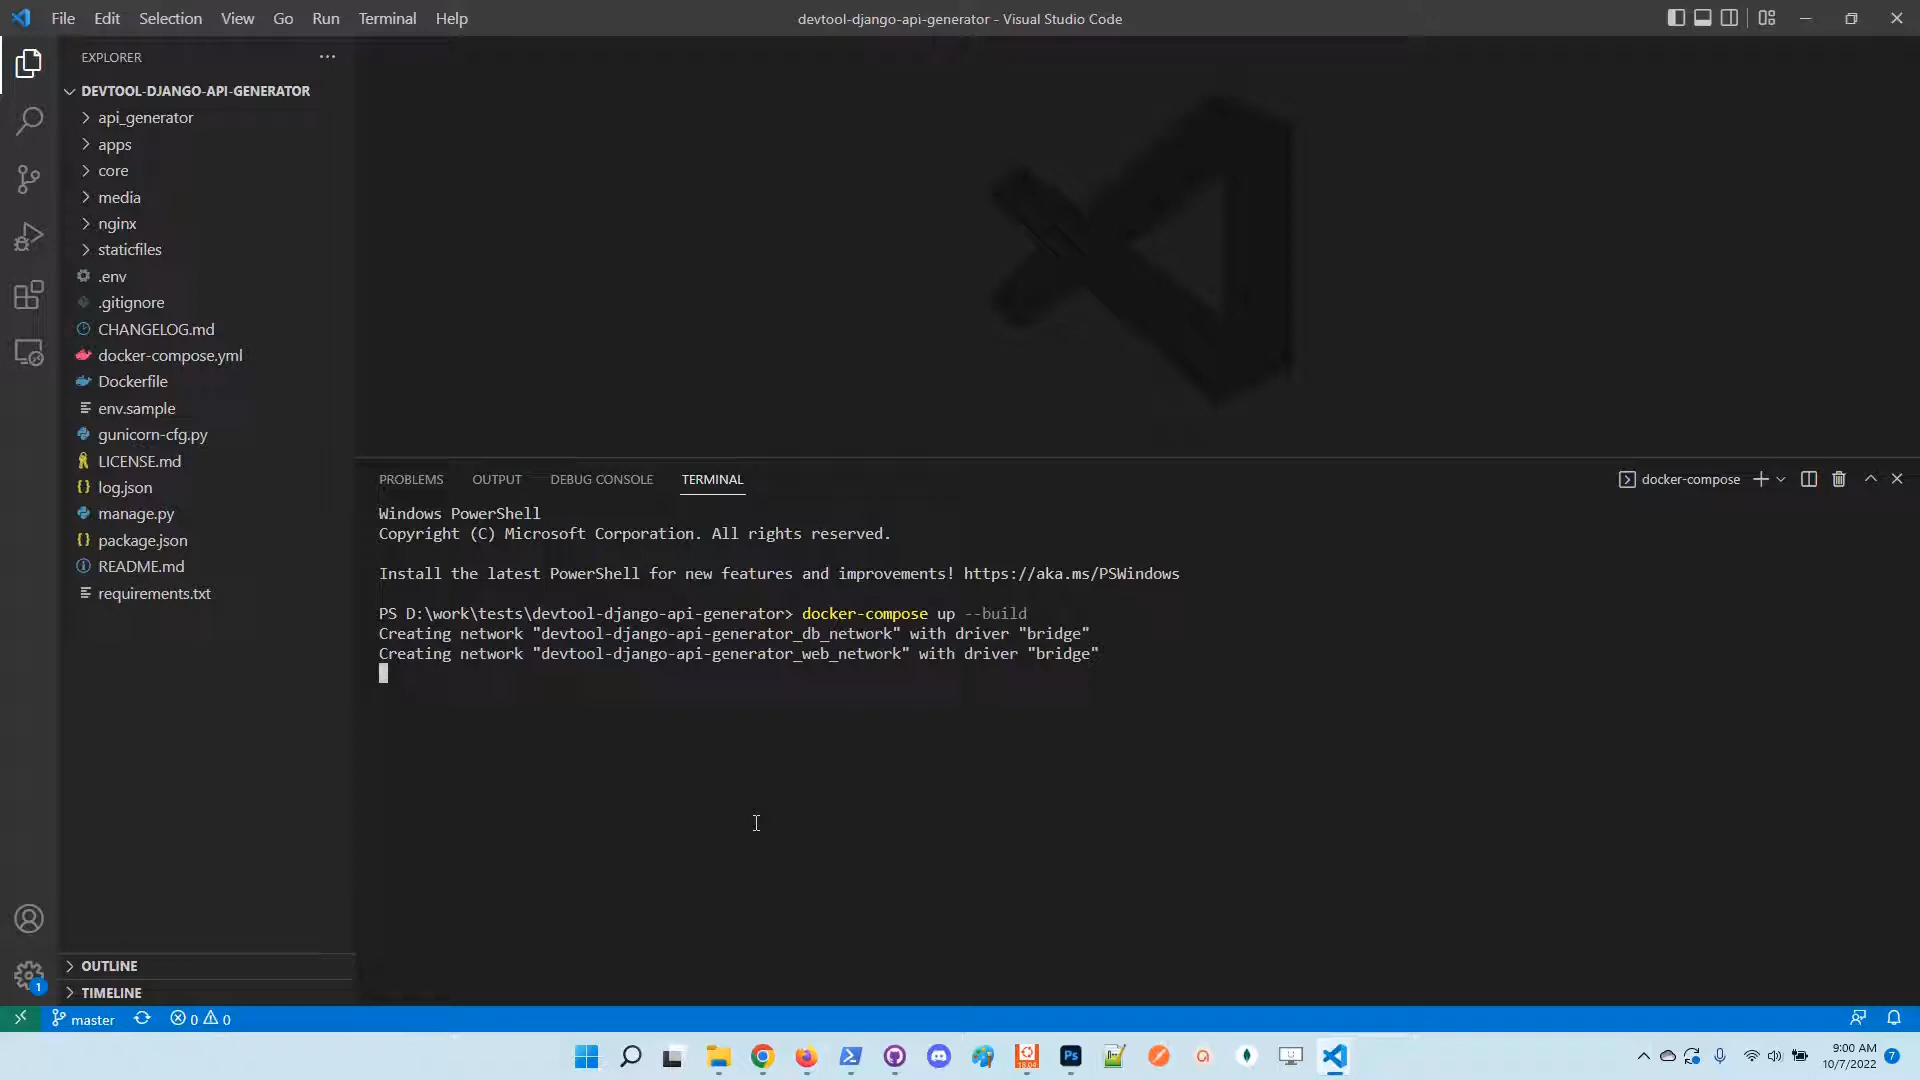 File Edit Selection View Go Run Terminal Help
devtool-django-api-generator - Visual Studio Code
EXPLORER
DEVTOOL-DJANGO-API-GENERATOR
api_generator
apps
core
media
nginx
staticfiles
.env
.gitignore
CHANGELOG.md
docker-compose.yml
Dockerfile
env.sample
gunicorn-cfg.py
LICENSE.md
log.json
manage.py
package.json
README.md
requirements.txt
OUTLINE
TIMELINE
PROBLEMS OUTPUT DEBUG CONSOLE TERMINAL
docker-compose
Windows PowerShell
Copyright (C) Microsoft Corporation. All rights reserved.
Install the latest PowerShell for new features and improvements! https://aka.ms/PSWindows
PS D:\work\tests\devtool-django-api-generator> docker-compose up --build
Creating network "devtool-django-api-generator_db_network" with driver "bridge"
Creating network "devtool-django-api-generator_web_network" with driver "bridge"
1
master 0 0
18.04
Ps
9:00 AM
10/7/2022
7